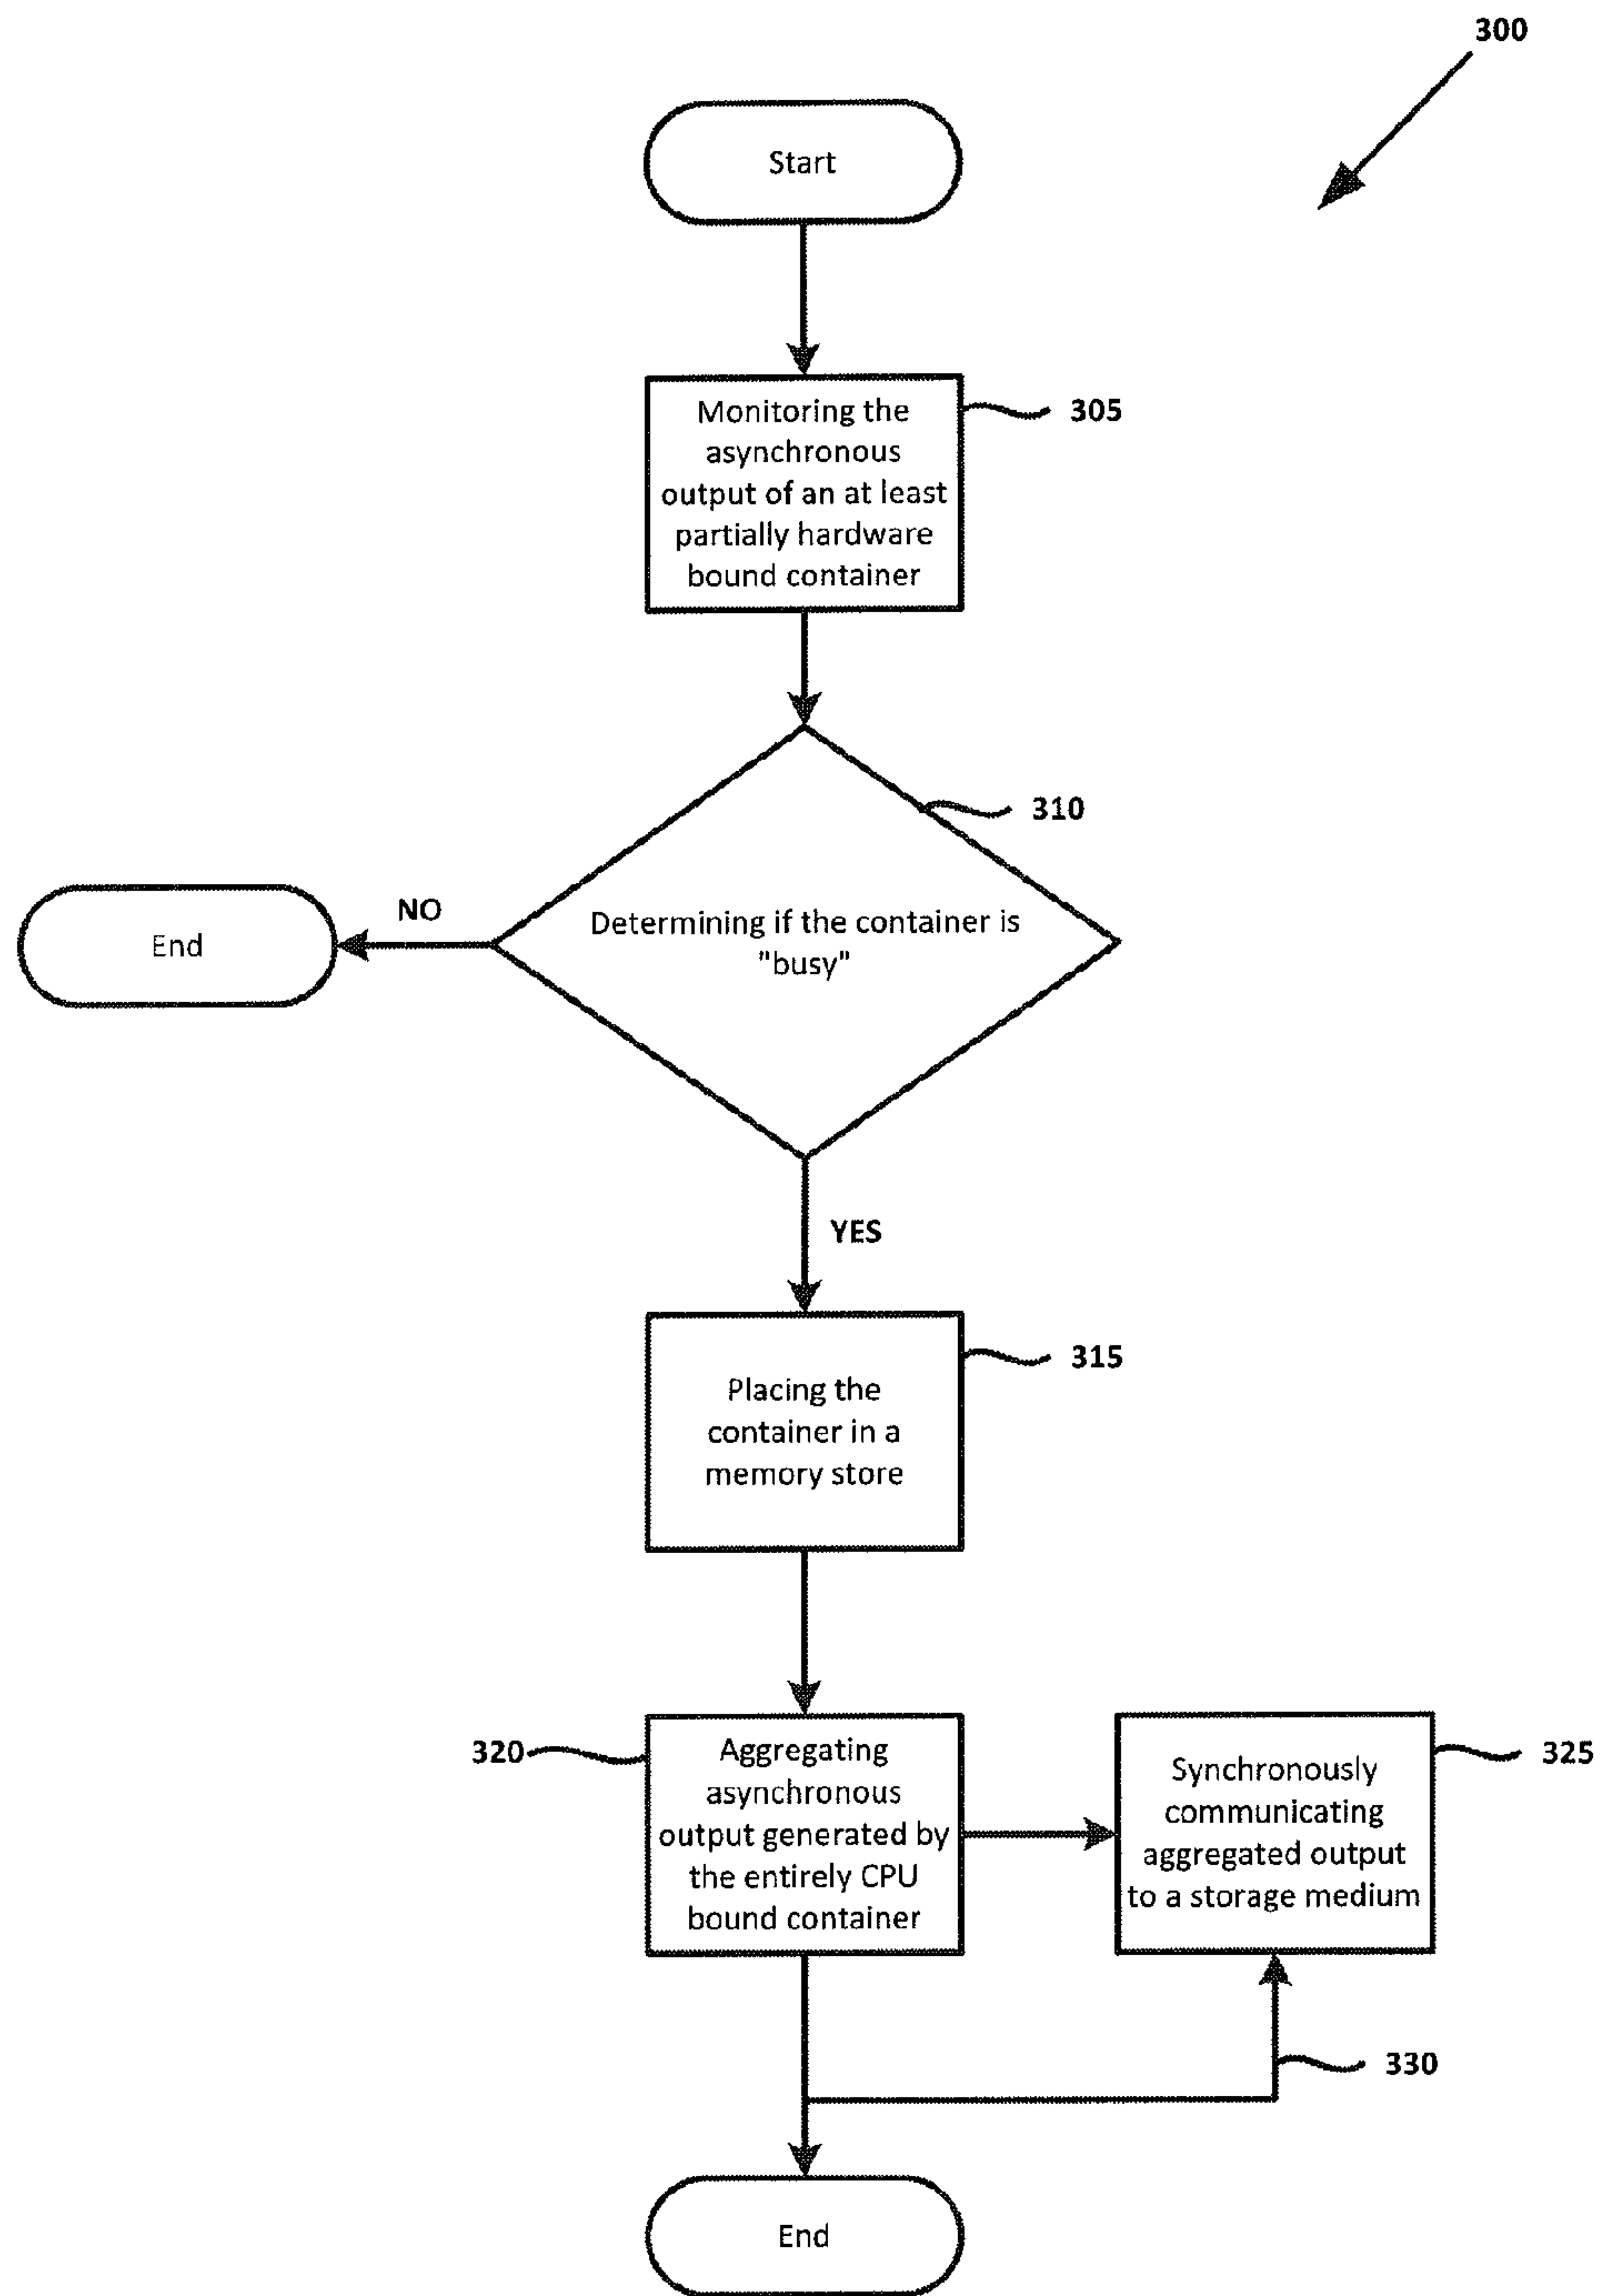 300
Start
Monitoring the
asynchronous
output of an at least
partially hardware
bound container
305
310
Determining if the container is
"busy"
NO
End
YES
Placing the
container in a
memory store
315
320
Aggregating
asynchronous
output generated by
the entirely CPU
bound container
Synchronously
communicating
aggregated output
to a storage medium
325
330
End